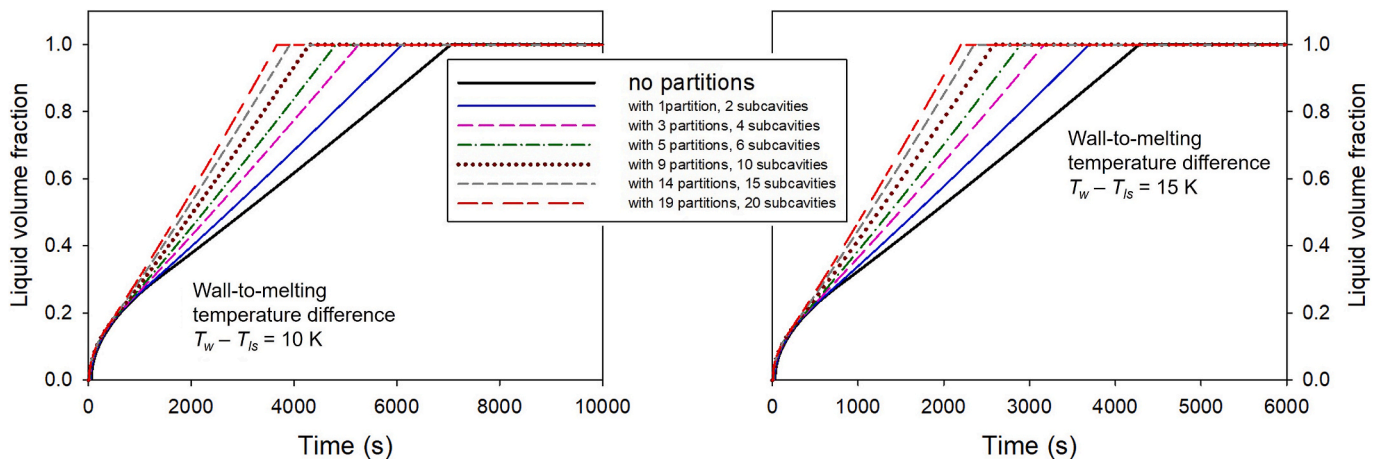 Liquid volume fraction
1.0
0.8
0.6
0.4
0.2
0.0
0
2000
4000
6000
8000
10000
Time (s)
Wall-to-melting
temperature difference
Tw – Tls = 10 K
no partitions
with 1partition, 2 subcavities
with 3 partitions, 4 subcavities
with 5 partitions, 6 subcavities
with 9 partitions, 10 subcavities
with 14 partitions, 15 subcavities
with 19 partitions, 20 subcavities
Wall-to-melting
temperature difference
Tw – Tls = 15 K
0
1000
2000
3000
4000
5000
6000
Time (s)
1.0
0.8
0.6
0.4
0.2
0.0
Liquid volume fraction